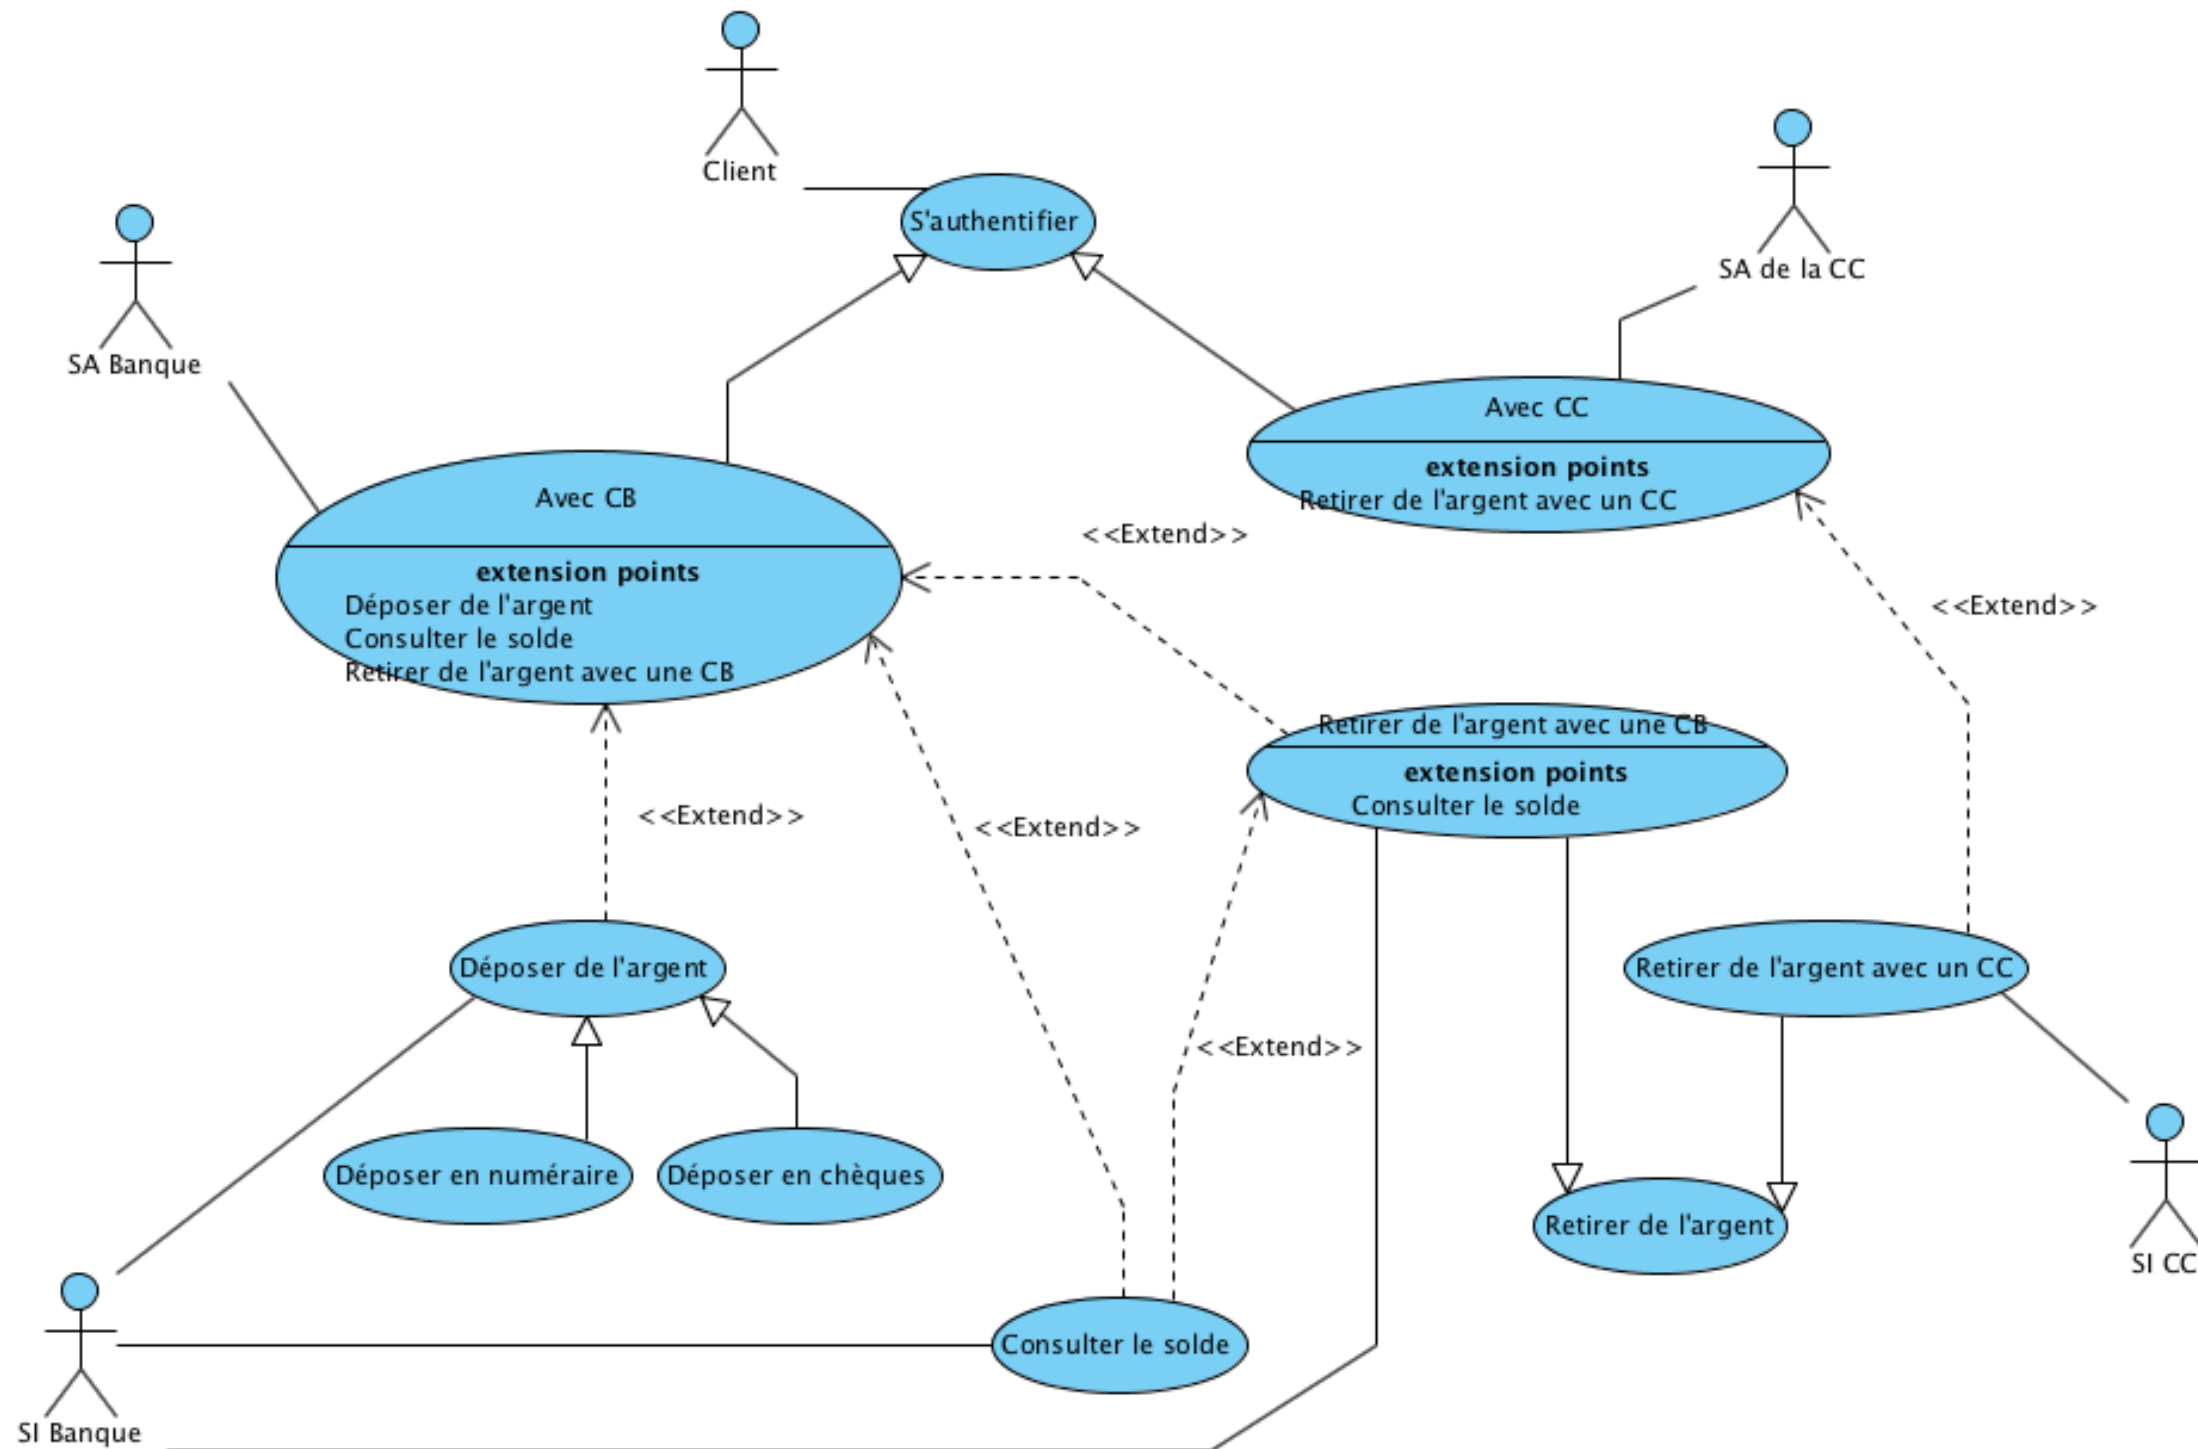 Client
S'authentifier
SA de la CC
SA Banque
Avec CC
extension points
Retirer de l'argent avec un CC
Avec CB
extension points
Déposer de l'argent
Consulter le solde
Retirer de l'argent avec une CB
<<Extend>>
<<Extend>>
Retirer de l'argent avec une CB
extension points
Consulter le solde
<<Extend>>
<<Extend>>
Déposer de l'argent
Retirer de l'argent avec un CC
<<Extend>>
Déposer en numéraire
Déposer en chèques
Retirer de l'argent
SI CC
Consulter le solde
SI Banque